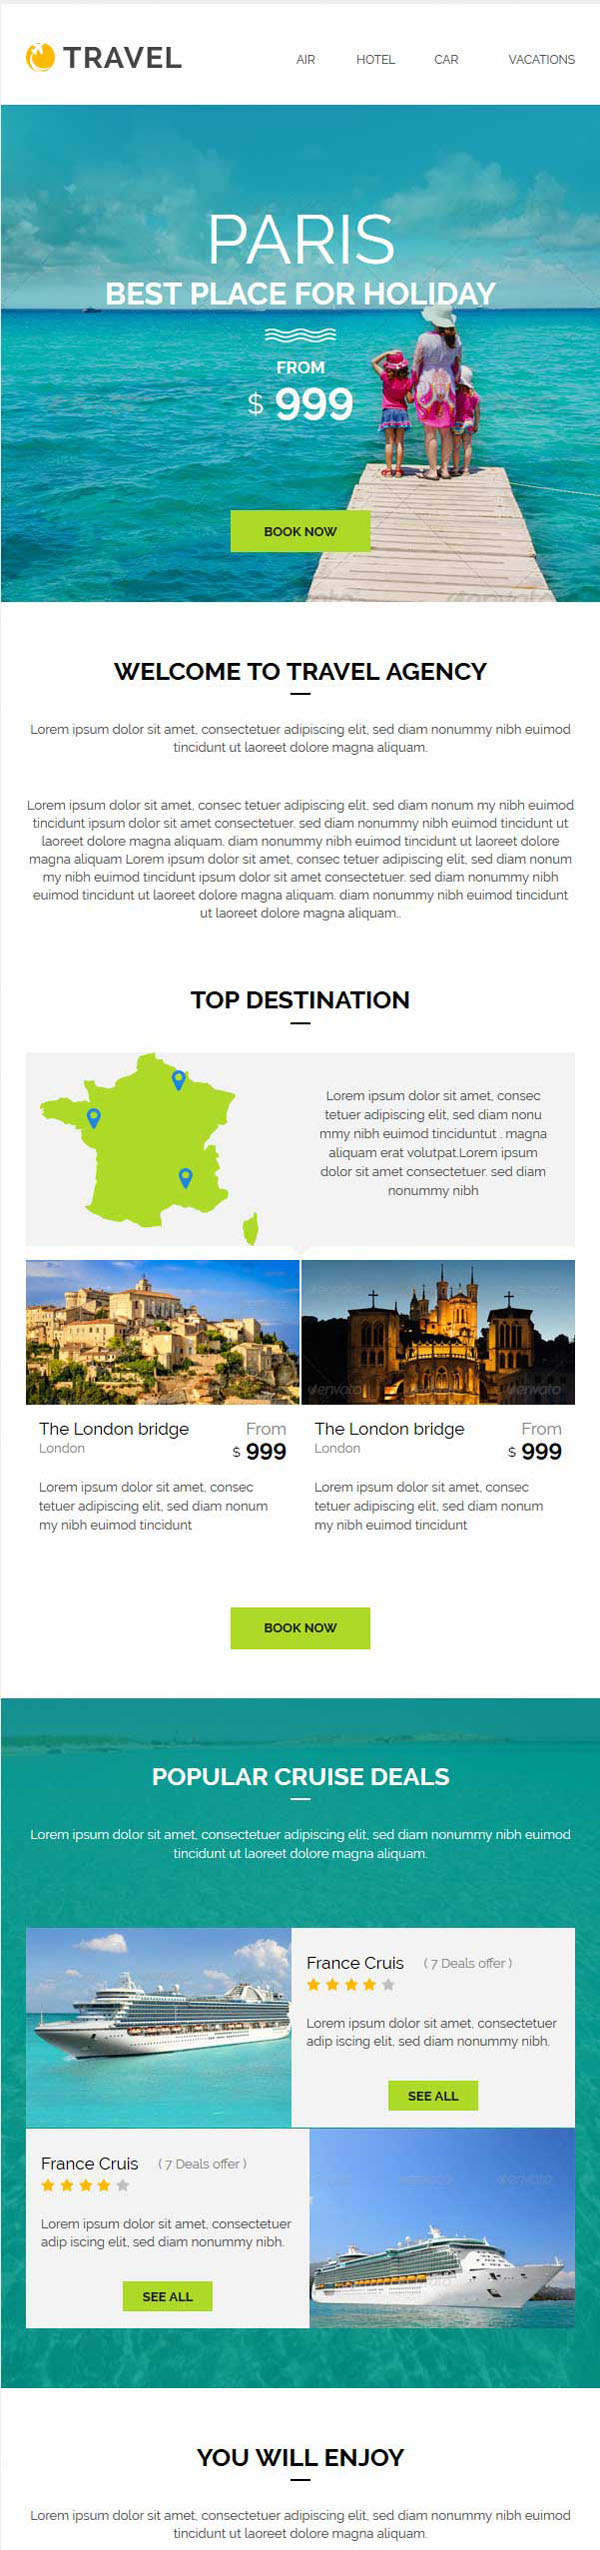 TRAVEL
AIR HOTEL CAR VACATIONS
PARIS
BEST PLACE FOR HOLIDAY
FROM
$ 999
BOOK NOW
WELCOME TO TRAVEL AGENCY
Lorem ipsum dolor sit amet, consectetuer adipiscing elit, sed diam nonummy nibh euimod
tincidunt ut laoreet dolore magna aliquam.
Lorem ipsum dolor sit amet, consec tetuer adipiscing elit, sed diam nonum my nibh euimod
tincidunt ipsum dolor sit amet consectetuer. sed diam nonummy nibh euimod tincidunt ut
laoreet dolore magna aliquam. diam nonummy nibh euimod tincidunt ut laoreet dolore
magna aliquam Lorem ipsum dolor sit amet, consec tetuer adipiscing elit, sed diam nonum
my nibh euimod tincidunt ipsum dolor sit amet consectetuer. sed diam nonummy nibh
euimod tincidunt ut laoreet dolore magna aliquam. diam nonummy nibh euimod tincidunt
ut laoreet dolore magna aliquam..
TOP DESTINATION
Lorem ipsum dolor sit amet, consec
tetuer adipiscing elit, sed diam nonu
mmy nibh euimod tinciduntut . magna
aliquam erat volutpat.Lorem ipsum
dolor sit amet consectetuer. sed diam
nonummy nibh
envato
The London bridge From
London $ 999
Lorem ipsum dolor sit amet, consec
tetuer adipiscing elit, sed diam nonum
my nibh euimod tincidunt
The London bridge From
London $ 999
Lorem ipsum dolor sit amet, consec
tetuer adipiscing elit, sed diam nonum
my nibh euimod tincidunt
BOOK NOW
POPULAR CRUISE DEALS
Lorem ipsum dolor sit amet, consectetuer adipiscing elit, sed diam nonummy nibh euimod
tincidunt ut laoreet dolore magna aliquam.
France Cruis ( 7 Deals offer )
Lorem ipsum dolor sit amet, consectetuer
adip iscing elit, sed diam nonummy nibh.
SEE ALL
France Cruis ( 7 Deals offer )
Lorem ipsum dolor sit amet, consectetuer
adip iscing elit, sed diam nonummy nibh.
SEE ALL
YOU WILL ENJOY
Lorem ipsum dolor sit amet, consectetuer adipiscing elit, sed diam nonummy nibh euimod
tincidunt ut laoreet dolore magna aliquam.